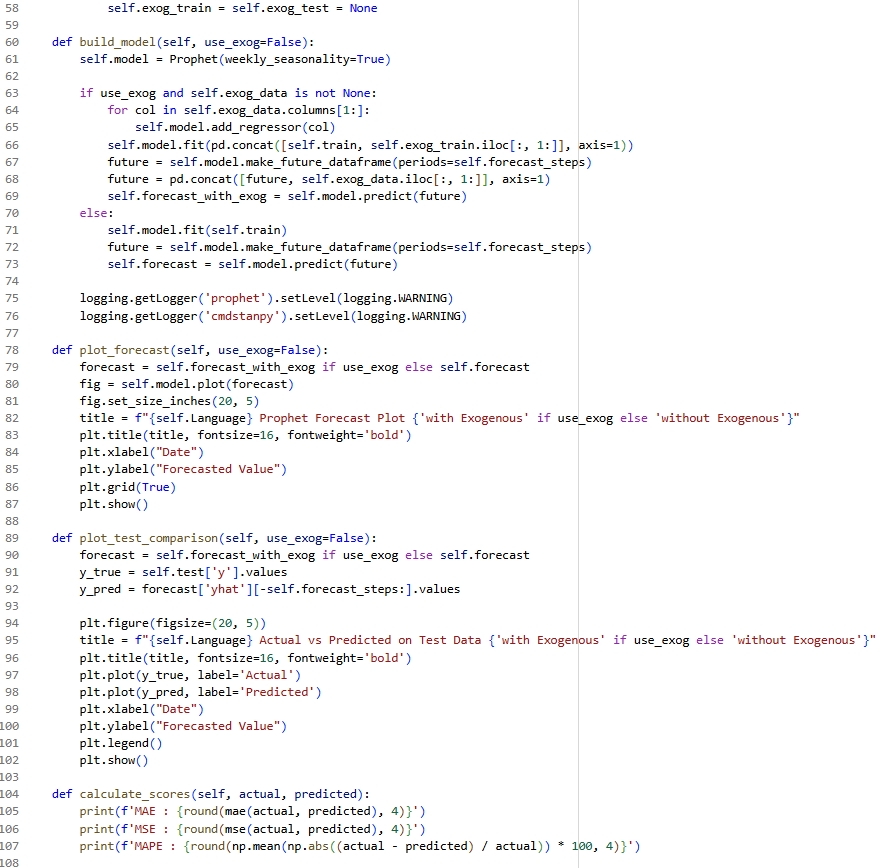 58            self.exog_train = self.exog_test = None
59
60    def build_model(self, use_exog=False):
61        self.model = Prophet(weekly_seasonality=True)
62
63        if use_exog and self.exog_data is not None:
64            for col in self.exog_data.columns[1:]:
65                self.model.add_regressor(col)
66            self.model.fit(pd.concat([self.train, self.exog_train.iloc[:, 1:]], axis=1))
67            future = self.model.make_future_dataframe(periods=self.forecast_steps)
68            future = pd.concat([future, self.exog_data.iloc[:, 1:]], axis=1)
69            self.forecast_with_exog = self.model.predict(future)
70        else:
71            self.model.fit(self.train)
72            future = self.model.make_future_dataframe(periods=self.forecast_steps)
73            self.forecast = self.model.predict(future)
74
75        logging.getLogger('prophet').setLevel(logging.WARNING)
76        logging.getLogger('cmdstanpy').setLevel(logging.WARNING)
77
78    def plot_forecast(self, use_exog=False):
79        forecast = self.forecast_with_exog if use_exog else self.forecast
80        fig = self.model.plot(forecast)
81        fig.set_size_inches(20, 5)
82        title = f"{self.Language} Prophet Forecast Plot {'with Exogenous' if use_exog else 'without Exogenous'}"
83        plt.title(title, fontsize=16, fontweight='bold')
84        plt.xlabel("Date")
85        plt.ylabel("Forecasted Value")
86        plt.grid(True)
87        plt.show()
88
89    def plot_test_comparison(self, use_exog=False):
90        forecast = self.forecast_with_exog if use_exog else self.forecast
91        y_true = self.test['y'].values
92        y_pred = forecast['yhat'][-self.forecast_steps:].values
93
94        plt.figure(figsize=(20, 5))
95        title = f"{self.Language} Actual vs Predicted on Test Data {'with Exogenous' if use_exog else 'without Exogenous'}"
96        plt.title(title, fontsize=16, fontweight='bold')
97        plt.plot(y_true, label='Actual')
98        plt.plot(y_pred, label='Predicted')
99        plt.xlabel("Date")
100        plt.ylabel("Forecasted Value")
101        plt.legend()
102        plt.show()
103
104    def calculate_scores(self, actual, predicted):
105        print(f'MAE : {round(mae(actual, predicted), 4)}')
106        print(f'MSE : {round(mse(actual, predicted), 4)}')
107        print(f'MAPE : {round(np.mean(np.abs((actual - predicted) / actual)) * 100, 4)}')
108